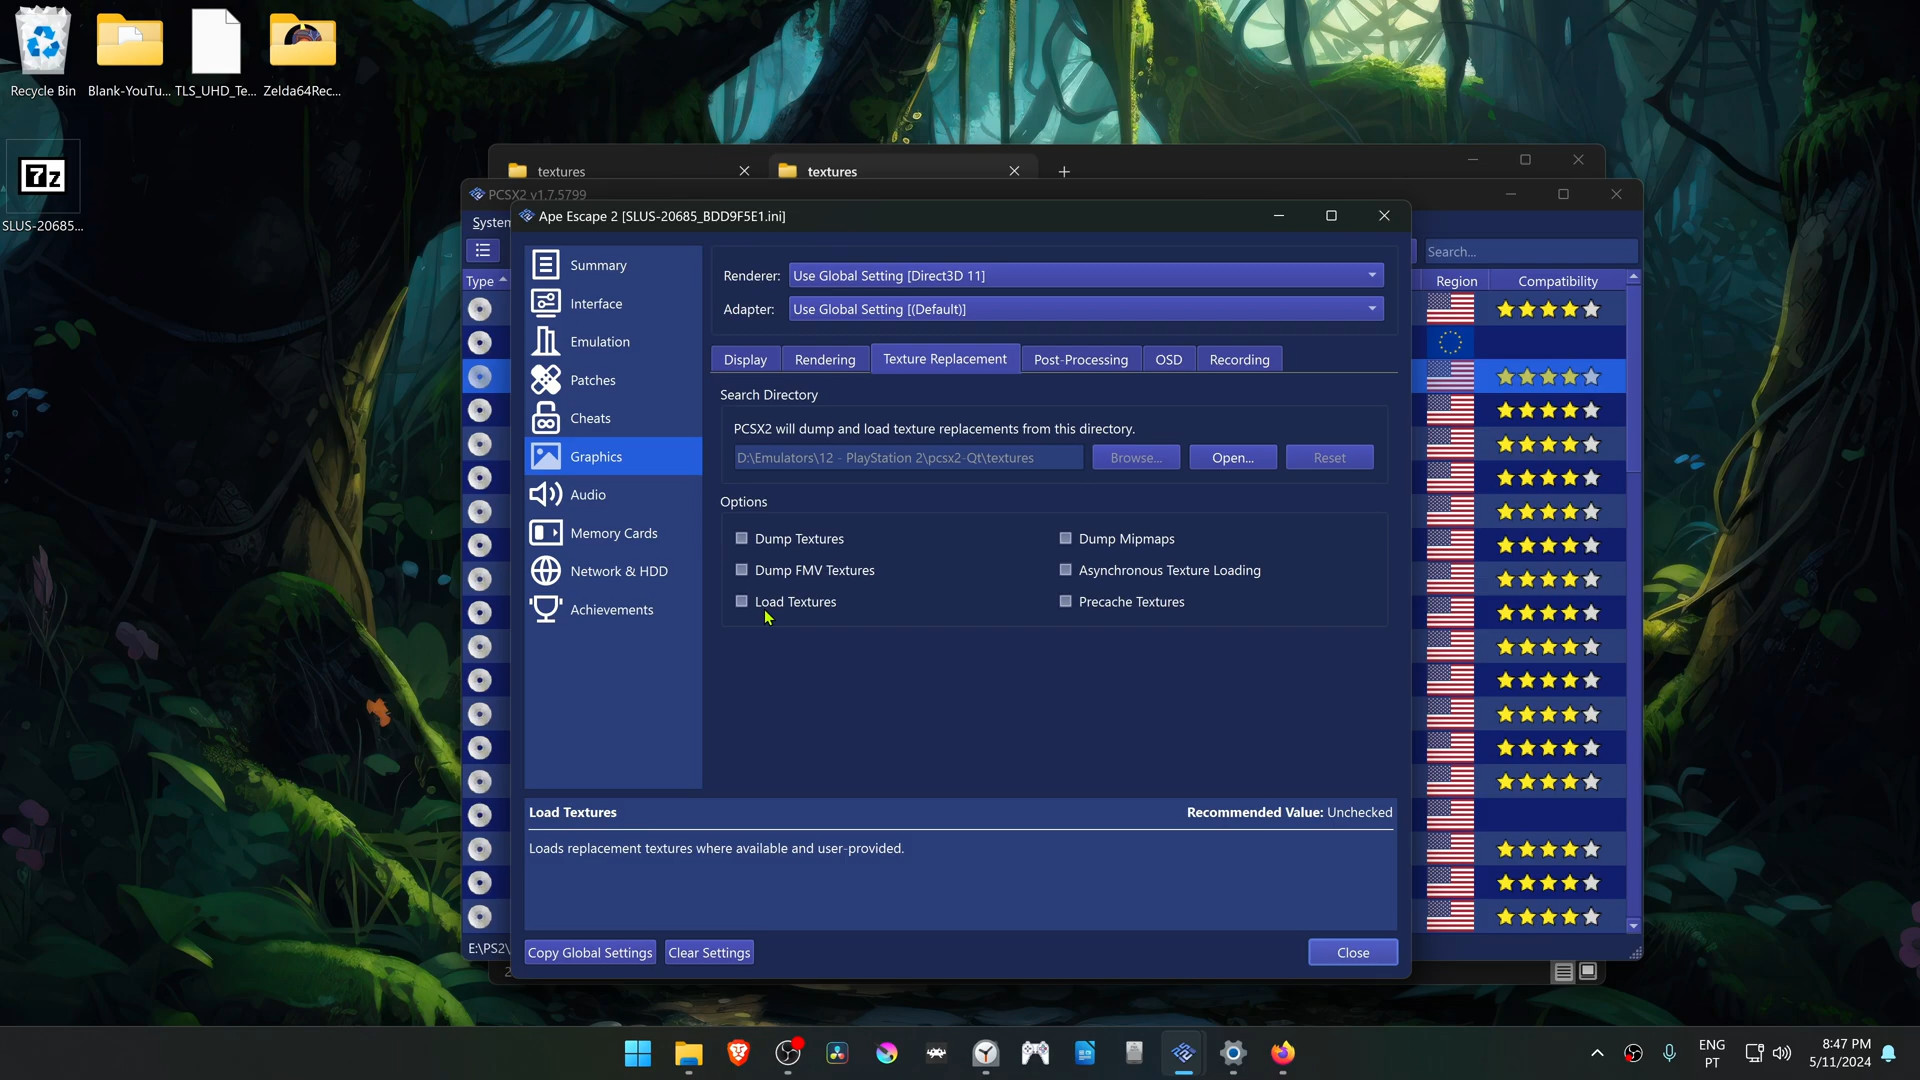 Recycle Bin
Blank-YouTu...
TLS_UHD_Te...
Zelda64Rec...
7z
SLUS-20685...
textures
textures
PCSX2 v1.7.5799
System
Search...
Type
Region
Compatibility
E:\PS2\
2
Ape Escape 2 [SLUS-20685_BDD9F5E1.ini]
Summary
Interface
Emulation
Patches
Cheats
Graphics
Audio
Memory Cards
Network & HDD
Achievements
Renderer: Use Global Setting [Direct3D 11]
Adapter: Use Global Setting [(Default)]
Display
Rendering
Texture Replacement
Post-Processing
OSD
Recording
Search Directory
PCSX2 will dump and load texture replacements from this directory.
D:\Emulators\12 - PlayStation 2\pcsx2-Qt\textures
Browse...
Open...
Reset
Options
Dump Textures
Dump Mipmaps
Dump FMV Textures
Asynchronous Texture Loading
Load Textures
Precache Textures
Load Textures
Recommended Value: Unchecked
Loads replacement textures where available and user-provided.
Copy Global Settings
Clear Settings
Close
ENG
PT
8:47 PM
5/11/2024